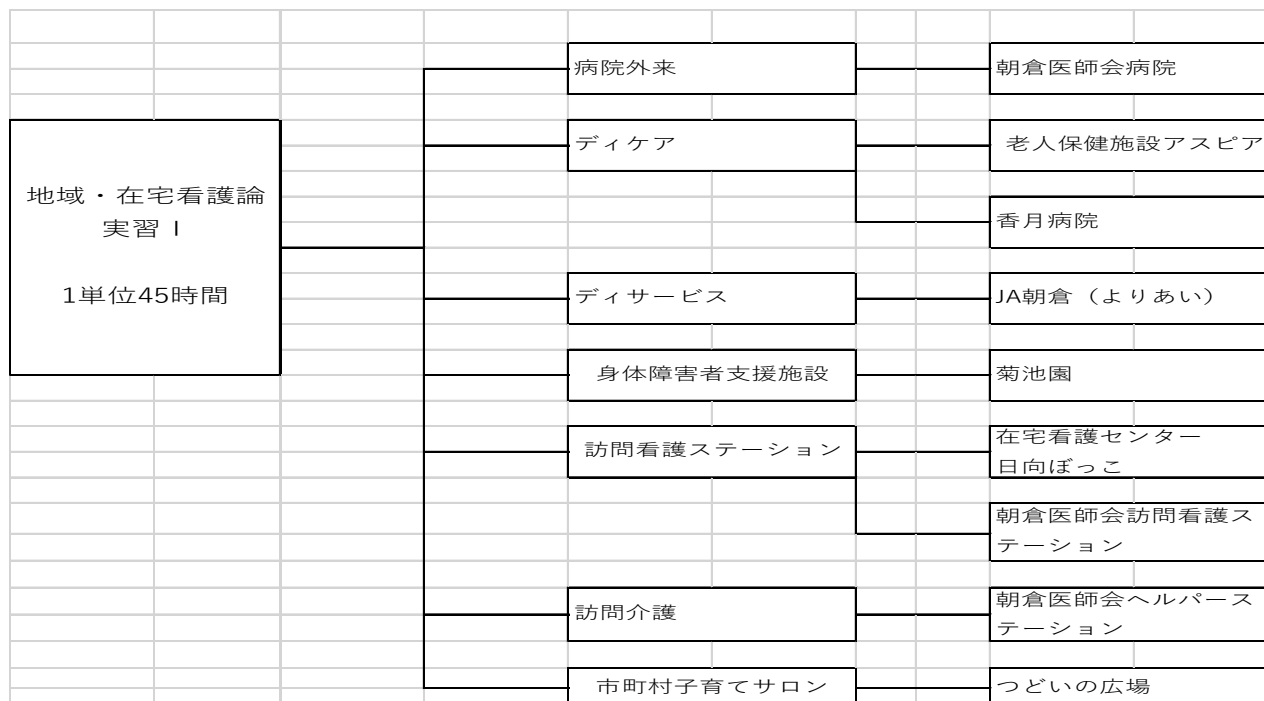 地域・在宅看護論
実習Ⅰ
1単位45時間
病院外来
朝倉医師会病院
ディケア
老人保健施設アスピア
香月病院
ディサービス
JA朝倉（よりあい）
身体障害者支援施設
菊池園
訪問看護ステーション
在宅看護センター
日向ぼっこ
朝倉医師会訪問看護ス
テーション
訪問介護
朝倉医師会ヘルパース
テーション
市町村子育てサロン
つどいの広場